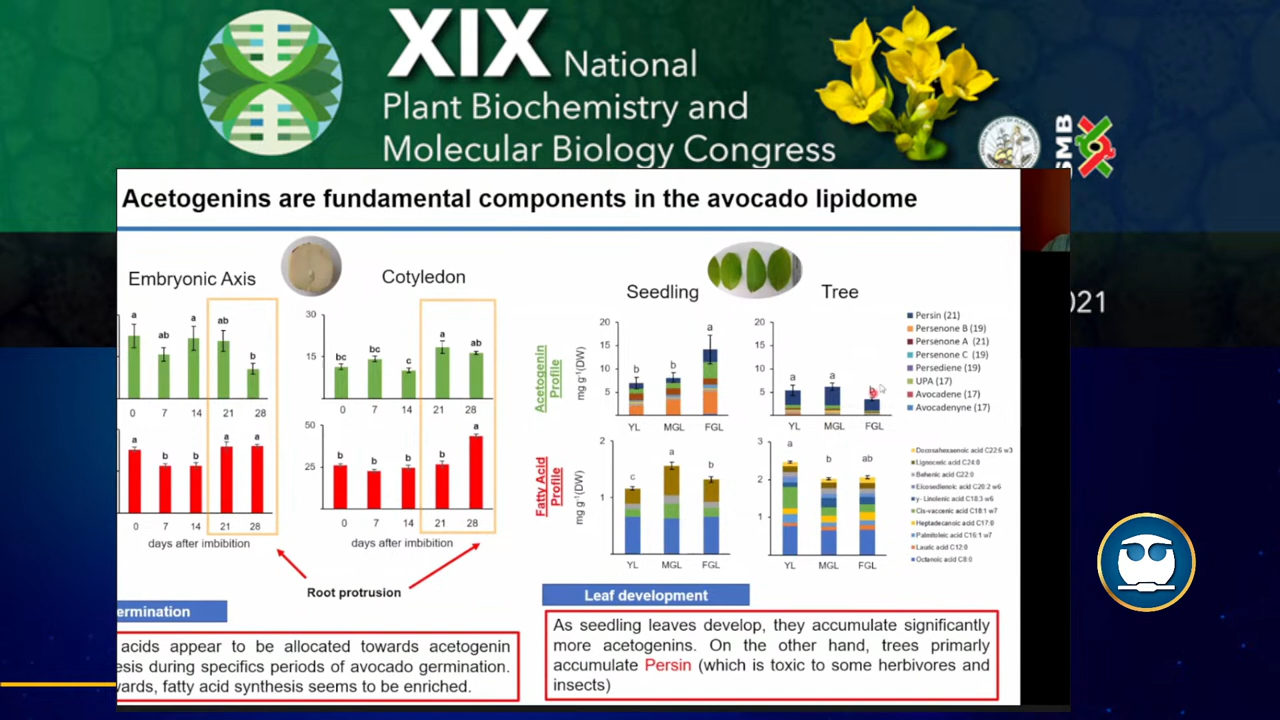 XIX National
Plant Biochemistry and
Molecular Biology Congress
SMB
021
Acetogenins are fundamental components in the avocado lipidome
Embryonic Axis
Cotyledon
Seedling
Tree
a
ab
a
ab
b
0
7
14
21
28
30
15
bc
bc
c
a
ab
0
7
14
21
28
a
b
b
a
a
0
7
14
21
28
days after imbibition
50
25
b
b
b
b
a
0
7
14
21
28
days after imbibition
Root protrusion
Acetogenin
Profile
mg g⁻¹(DW)
20
15
10
5
b
b
a
YL
MGL
FGL
mg g⁻¹(DW)
20
15
10
5
a
a
b
YL
MGL
FGL
Persin (21)
Persenone B (19)
Persenone A (21)
Persenone C (19)
Persediene (19)
UPA (17)
Avocadene (17)
Avocadenyne (17)
Fatty Acid
Profile
mg g⁻¹(DW)
2
1
c
a
b
YL
MGL
FGL
3
2
1
a
b
ab
YL
MGL
FGL
Docosahexaenoic acid C22:6 w3
Lignoceric acid C24:0
Behenic acid C22:0
Eicosedienoic acid C20:2 w6
γ- Linolenic acid C18:3 w6
Cis-vaccenic acid C18:1 w7
Heptadecanoic acid C17:0
Palmitoleic acid C16:1 w7
Lauric acid C12:0
Octanoic acid C8:0
ermination
acids appear to be allocated towards acetogenin
esis during specifics periods of avocado germination.
wards, fatty acid synthesis seems to be enriched.
Leaf development
As seedling leaves develop, they accumulate significantly
more acetogenins. On the other hand, trees primarily
accumulate Persin (which is toxic to some herbivores and
insects)